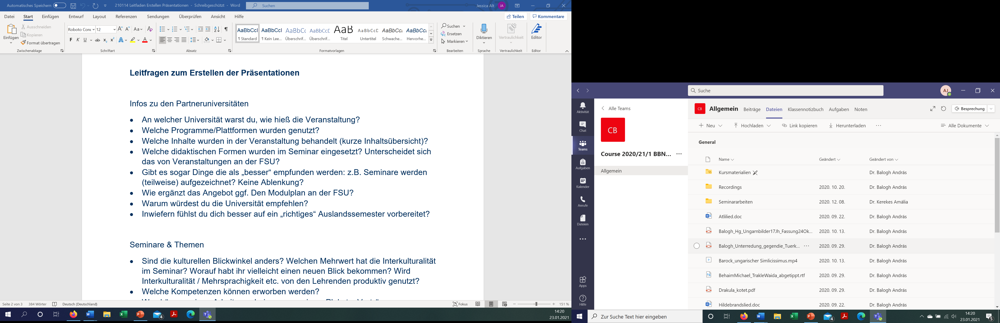 Automatisches Speichern
210114 Leitfaden Erstellen Präsentationen - Schreibgeschützt - Word
Suchen
Jessica Alt
JA
Datei Start Einfügen Entwurf Layout Referenzen Sendungen Überprüfen Ansicht Hilfe
Teilen Kommentare
Einfügen
Ausschneiden
Kopieren
Format übertragen
Zwischenablage
Roboto Conc 12
Schriftart
Absatz
AaBbCcI AaBbCcI AaBbCc AaBbCcD AaB AaBbCcD AaBbCcI AaBbCcI
¶ Standard ¶ Kein Lee... Überschrif... Überschrif... Titel Untertitel Schwache... Hervorhe...
Formatvorlagen
Suchen
Ersetzen
Markieren
Bearbeiten
Diktieren
Sprache
Vertraulichkeit
Vertraulichkeit
Editor
Editor
Leitfragen zum Erstellen der Präsentationen
Infos zu den Partneruniversitäten
• An welcher Universität warst du, wie hieß die Veranstaltung?
• Welche Programme/Plattformen wurden genutzt?
• Welche Inhalte wurden in der Veranstaltung behandelt (kurze Inhaltsübersicht)?
• Welche didaktischen Formen wurden im Seminar eingesetzt? Unterscheidet sich
das von Veranstaltungen an der FSU?
• Gibt es sogar Dinge die als „besser“ empfunden werden: z.B. Seminare werden
(teilweise) aufgezeichnet? Keine Ablenkung?
• Wie ergänzt das Angebot ggf. Den Modulplan an der FSU?
• Warum würdest du die Universität empfehlen?
• Inwiefern fühlst du dich besser auf ein „richtiges“ Auslandssemester vorbereitet?
Seminare & Themen
• Sind die kulturellen Blickwinkel anders? Welchen Mehrwert hat die Interkulturalität
im Seminar? Worauf habt ihr vielleicht einen neuen Blick bekommen? Wird
Interkulturalität / Mehrsprachigkeit etc. von den Lehrenden produktiv genutzt?
• Welche Kompetenzen können erworben werden?
Seite 2 von 3 384 Wörter Deutsch (Deutschland)
Fokus
151 %
14:20
23.01.2021
Suche
AJ
Aktivität
Chat
Teams
Aufgaben
Kalender
Anrufe
Dateien
Apps
Hilfe
Alle Teams
CB
Course 2020/21/1 BBN... ...
Allgemein
CB Allgemein Beiträge Dateien Klassennotizbuch Aufgaben Noten
Besprechung
Neu Hochladen Link kopieren Herunterladen ... Alle Dokumente
General
Name Geändert Geändert von
Kursmaterialien Dr. Balogh András
Recordings 2020. 10. 20. Dr. Balogh András
Seminararbeiten 2020. 12. 08. Dr. Kerekes Amália
Atlilied.doc 2020. 09. 22. Dr. Balogh András
Balogh_Hg_Ungarnbilder17Jh_Fassung24Ok... 2020. 10. 13. Dr. Balogh András
Balogh_Unterredung_gegendie_Tuerk... ... 2020. 09. 29. Dr. Balogh András
Barock_ungarischer Simlicissimus.mp4 2020. 10. 13. Dr. Balogh András
BehaimMichael_TrakleWaida_abgetippt.rtf 2020. 09. 29. Dr. Balogh András
Drakula_kotet.pdf 2020. 09. 29. Dr. Balogh András
Hildebrandslied.doc 2020. 09. 22. Dr. Balogh András
Zur Suche Text hier eingeben
14:20
23.01.2021